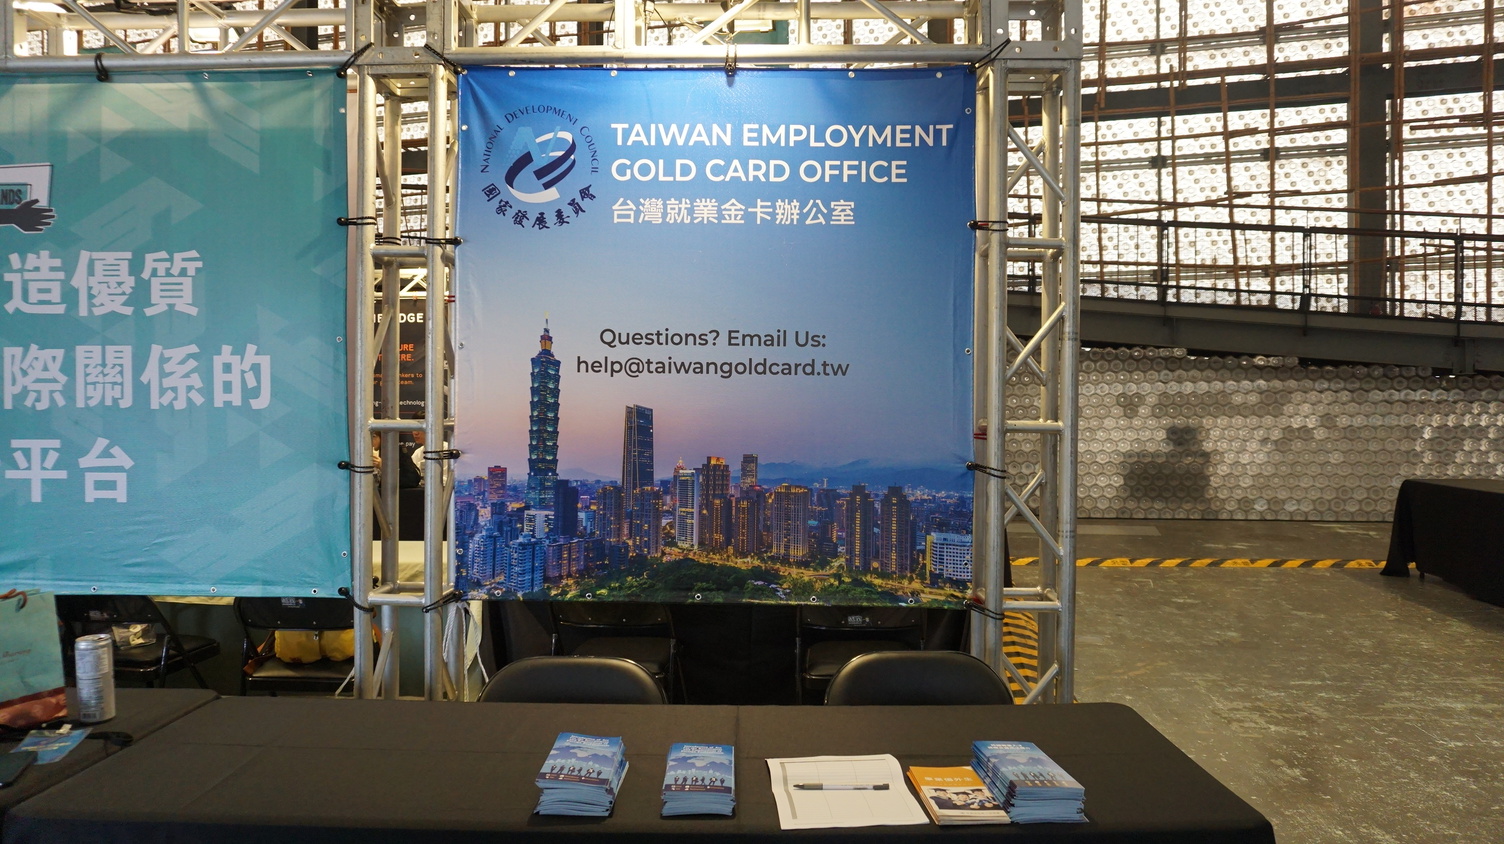 NATIONAL DEVELOPMENT COUNCIL
國家發展委員會
TAIWAN EMPLOYMENT
GOLD CARD OFFICE
台灣就業金卡辦公室
Questions? Email Us:
help@taiwangoldcard.tw
造優質
際關係的
平台